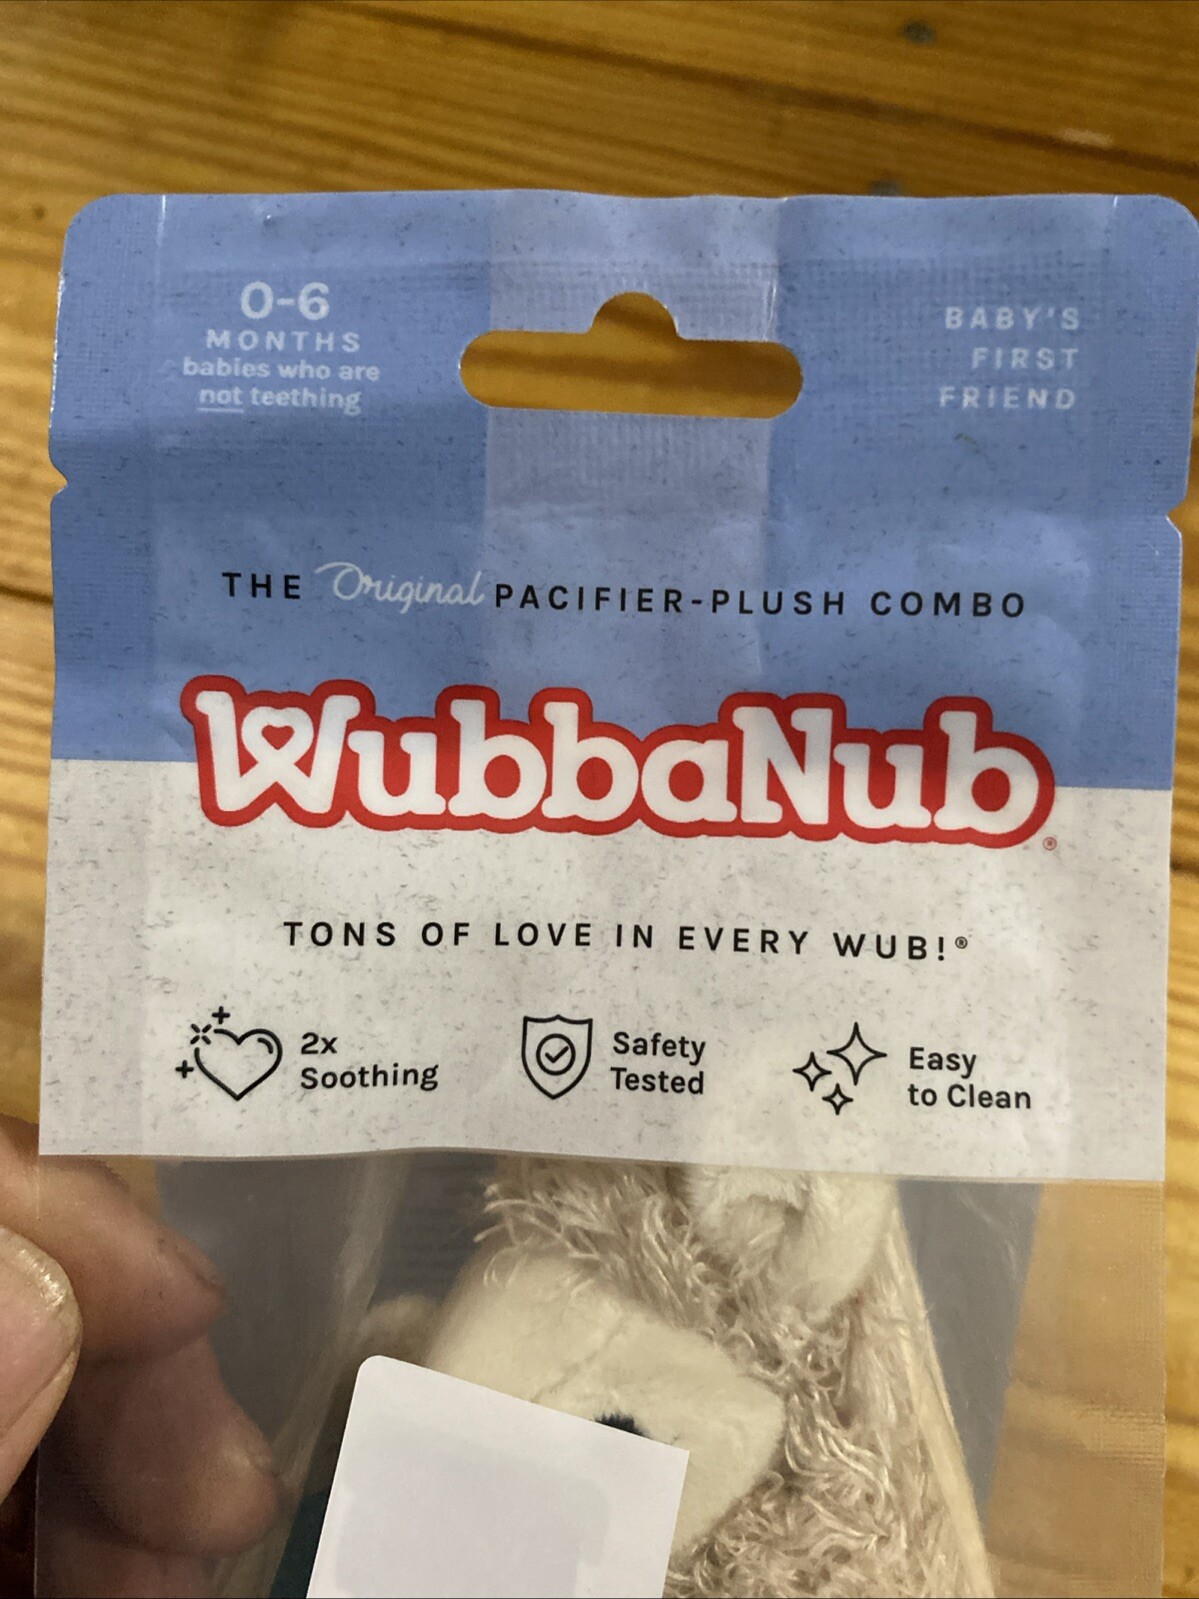 0-6
MONTHS
babies who are
not teething
BABY'S
FIRST
FRIEND
THE Original PACIFIER-PLUSH COMBO
WubbaNub®
TONS OF LOVE IN EVERY WUB!®
2x
Soothing
Safety
Tested
Easy
to Clean